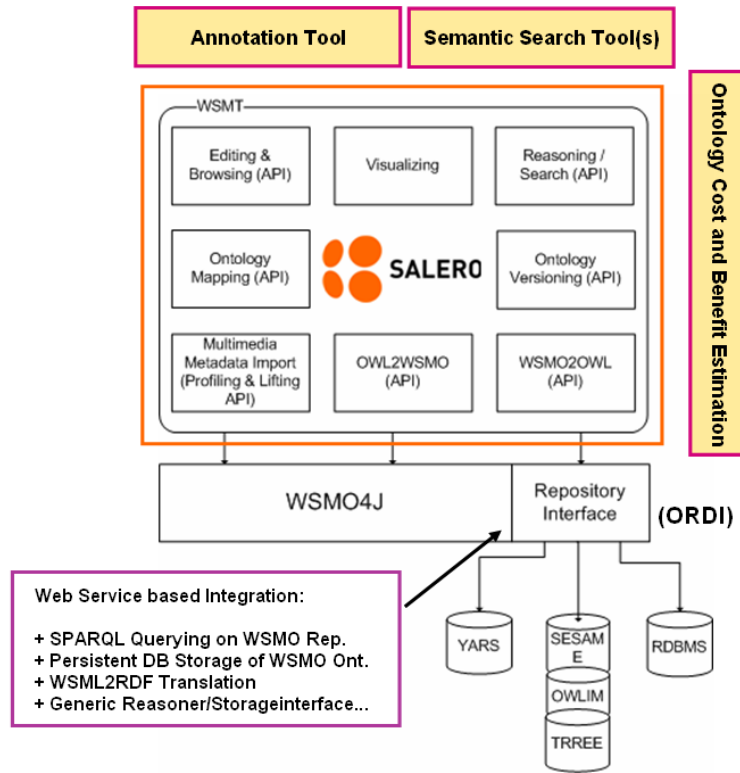 Annotation Tool
Semantic Search Tool(s)
Ontology Cost and Benefit Estimation
WSMT
Editing &
Browsing (API)
Visualizing
Reasoning /
Search (API)
Ontology
Mapping (API)
SALERO
Ontology
Versioning (API)
Multimedia
Metadata Import
(Profiling & Lifting
API)
OWL2WSMO
(API)
WSMO2OWL
(API)
WSMO4J
Repository
Interface
(ORDI)
Web Service based Integration:
+ SPARQL Querying on WSMO Rep.
+ Persistent DB Storage of WSMO Ont.
+ WSML2RDF Translation
+ Generic Reasoner/Storageinterface...
YARS
SESAM
E
OWLIM
TRREE
RDBMS